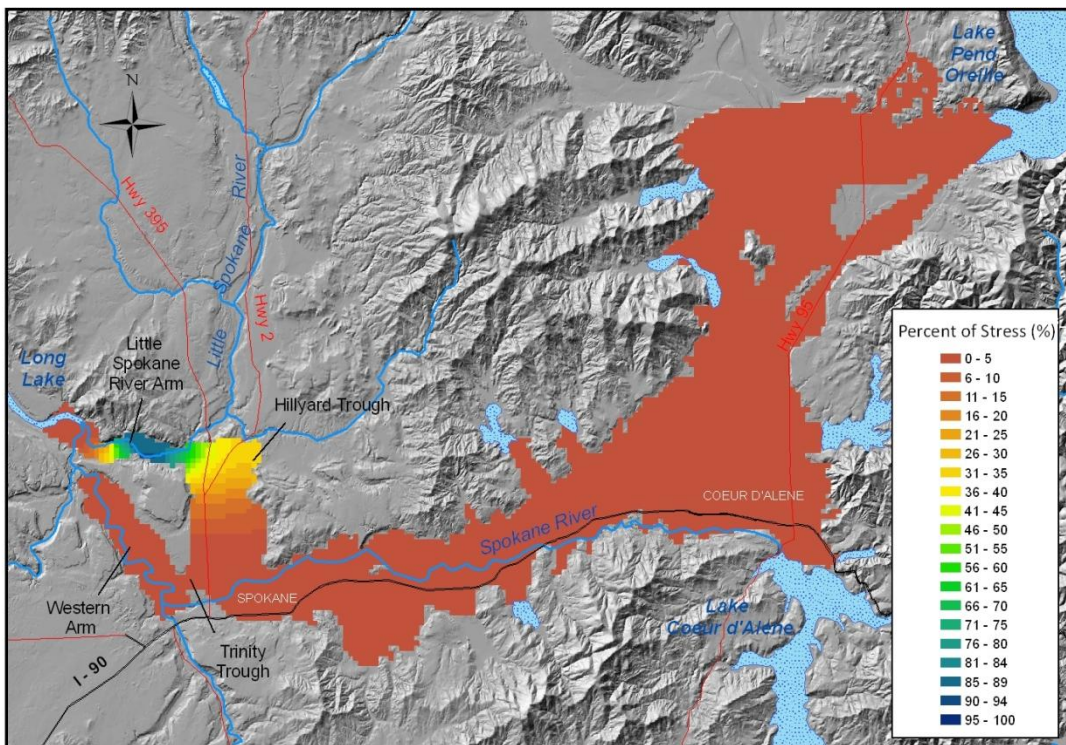 Lake
Pend
Oreille
N
Hwy 395
Spokane River
Little
Hwy 2
Hwy 95
Long
Lake
Little
Spokane
River Arm
Hillyard Trough
COEUR D'ALENE
Spokane River
SPOKANE
Western
Arm
Trinity
Trough
I - 90
Lake
Coeur d'Alene
Percent of Stress (%)
0 - 5
6 - 10
11 - 15
16 - 20
21 - 25
26 - 30
31 - 35
36 - 40
41 - 45
46 - 50
51 - 55
56 - 60
61 - 65
66 - 70
71 - 75
76 - 80
81 - 84
85 - 89
90 - 94
95 - 100